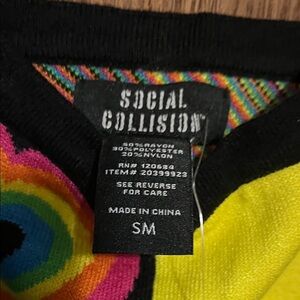 SOCIAL
COLLISION
50%RAYON
30%POLYESTER
20%NYLON
RN# 120684
ITEM# 20399923
SEE REVERSE
FOR CARE
MADE IN CHINA
SM